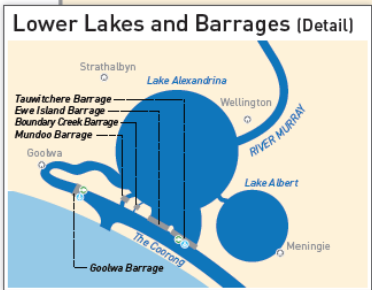 Lower Lakes and Barrages (Detail)
Strathalbyn
Lake Alexandrina
Tauwitchere Barrage
Ewe Island Barrage
Boundary Creek Barrage
Mundoo Barrage
Wellington
RIVER MURRAY
Goolwa
Lake Albert
The Coorong
Meningie
Goolwa Barrage